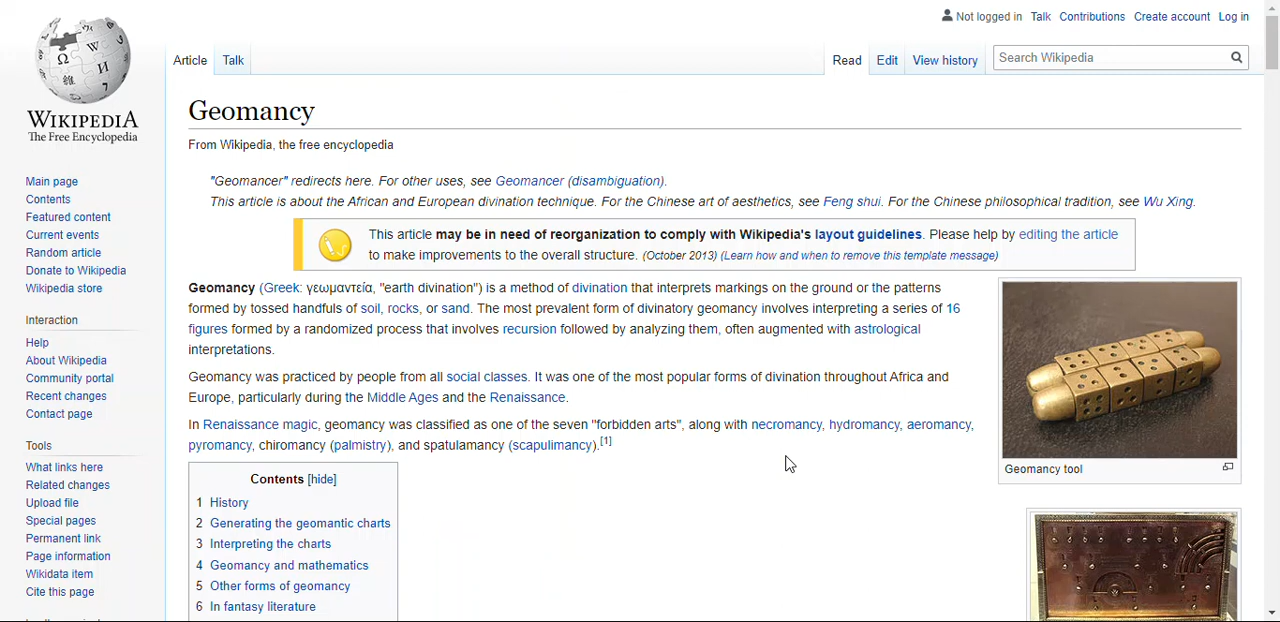 Not logged in Talk Contributions Create account Log in
Article Talk Read Edit View history Search Wikipedia
WIKIPEDIA
The Free Encyclopedia
Main page
Contents
Featured content
Current events
Random article
Donate to Wikipedia
Wikipedia store
Interaction
Help
About Wikipedia
Community portal
Recent changes
Contact page
Tools
What links here
Related changes
Upload file
Special pages
Permanent link
Page information
Wikidata item
Cite this page
Geomancy
From Wikipedia, the free encyclopedia
"Geomancer" redirects here. For other uses, see Geomancer (disambiguation).
This article is about the African and European divination technique. For the Chinese art of aesthetics, see Feng shui. For the Chinese philosophical tradition, see Wu Xing.
This article may be in need of reorganization to comply with Wikipedia's layout guidelines. Please help by editing the article
to make improvements to the overall structure. (October 2013) (Learn how and when to remove this template message)
Geomancy (Greek: γεωμαντεία, "earth divination") is a method of divination that interprets markings on the ground or the patterns
formed by tossed handfuls of soil, rocks, or sand. The most prevalent form of divinatory geomancy involves interpreting a series of 16
figures formed by a randomized process that involves recursion followed by analyzing them, often augmented with astrological
interpretations.
Geomancy was practiced by people from all social classes. It was one of the most popular forms of divination throughout Africa and
Europe, particularly during the Middle Ages and the Renaissance.
In Renaissance magic, geomancy was classified as one of the seven "forbidden arts", along with necromancy, hydromancy, aeromancy,
pyromancy, chiromancy (palmistry), and spatulamancy (scapulimancy).[1]
Geomancy tool
Contents [hide]
1 History
2 Generating the geomantic charts
3 Interpreting the charts
4 Geomancy and mathematics
5 Other forms of geomancy
6 In fantasy literature